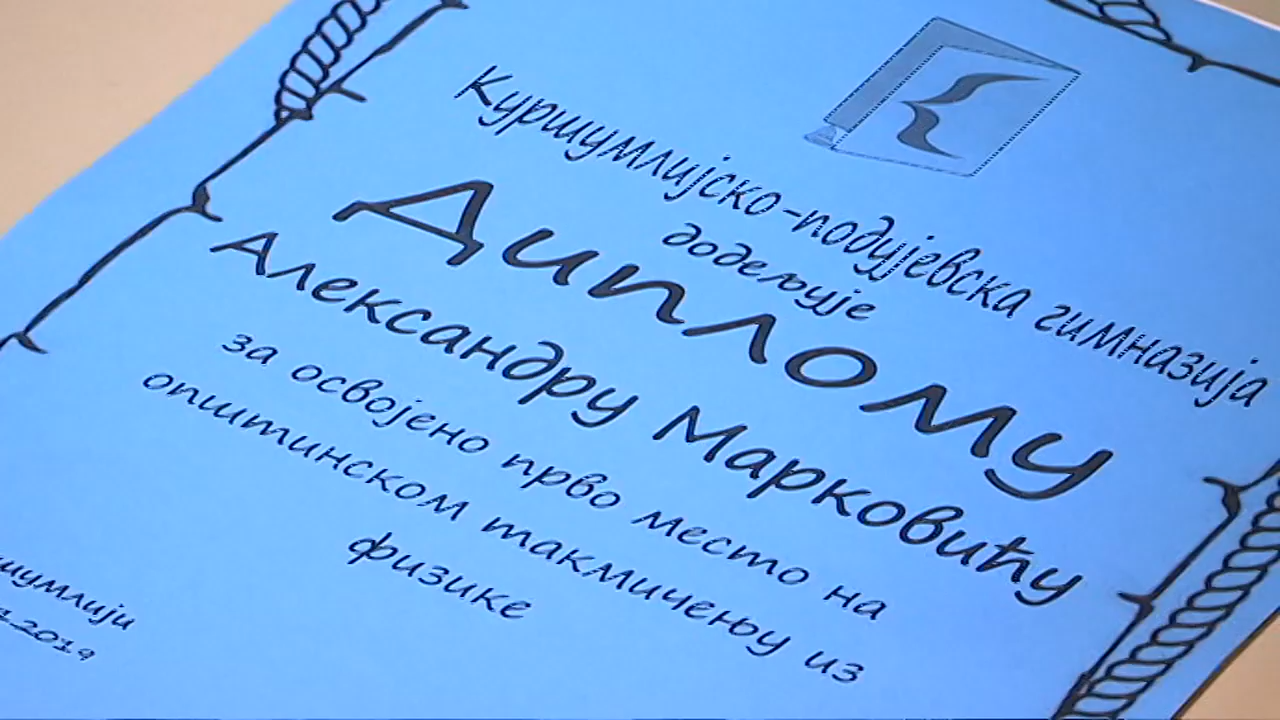 Куршумлијско-подујевска гимназија
додељује
Диплому
Александру Марковићу
за освојено прво место на
општинском такмичењу из
физике